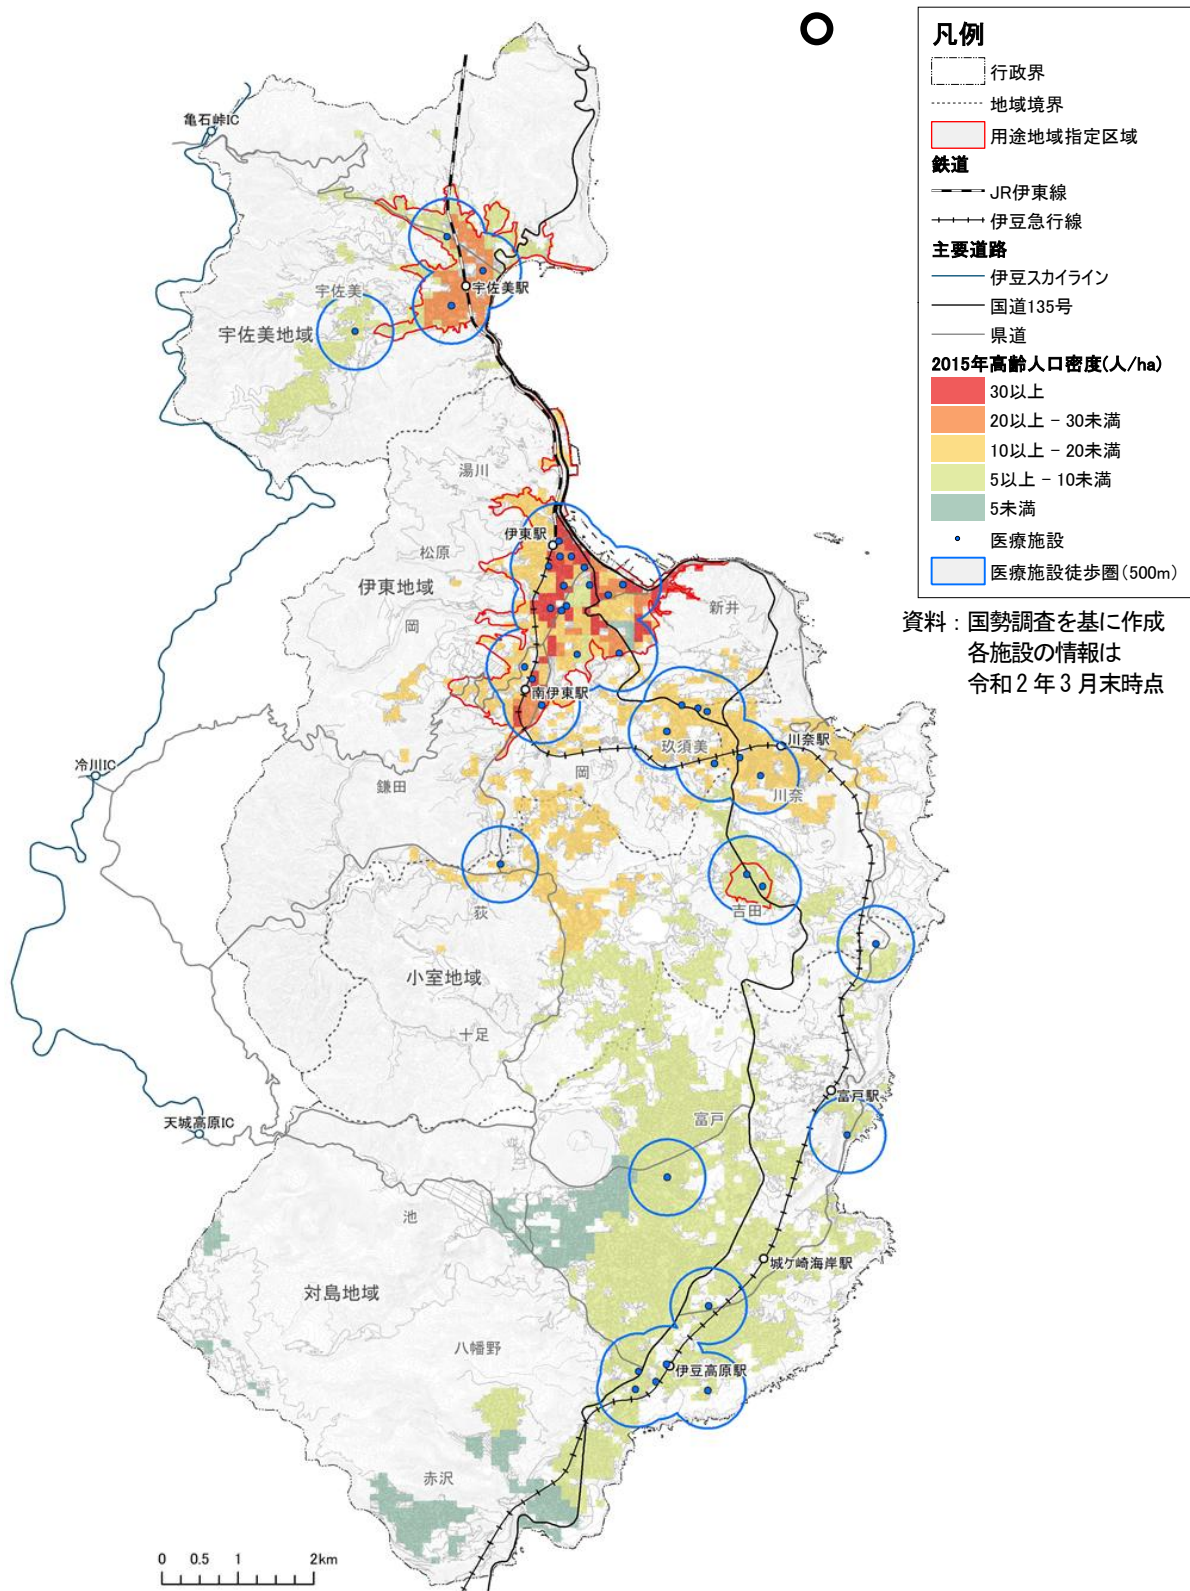 凡例
行政界
地域境界
用途地域指定区域
鉄道
JR伊東線
伊豆急行線
主要道路
伊豆スカイライン
国道135号
県道
2015年高齢人口密度(人/ha)
30以上
20以上 - 30未満
10以上 - 20未満
5以上 - 10未満
5未満
医療施設
医療施設徒歩圏(500m)
資料：国勢調査を基に作成
各施設の情報は
令和2年3月末時点
亀石峠IC
宇佐美駅
宇佐美
宇佐美地域
湯川
伊東駅
松原
伊東地域
新井
岡
南伊東駅
川奈駅
玖須美
冷川IC
岡
鎌田
川奈
荻
吉田
小室地域
十足
富戸駅
富戸
天城高原IC
池
城ケ崎海岸駅
対島地域
八幡野
伊豆高原駅
赤沢
0 0.5 1 2km